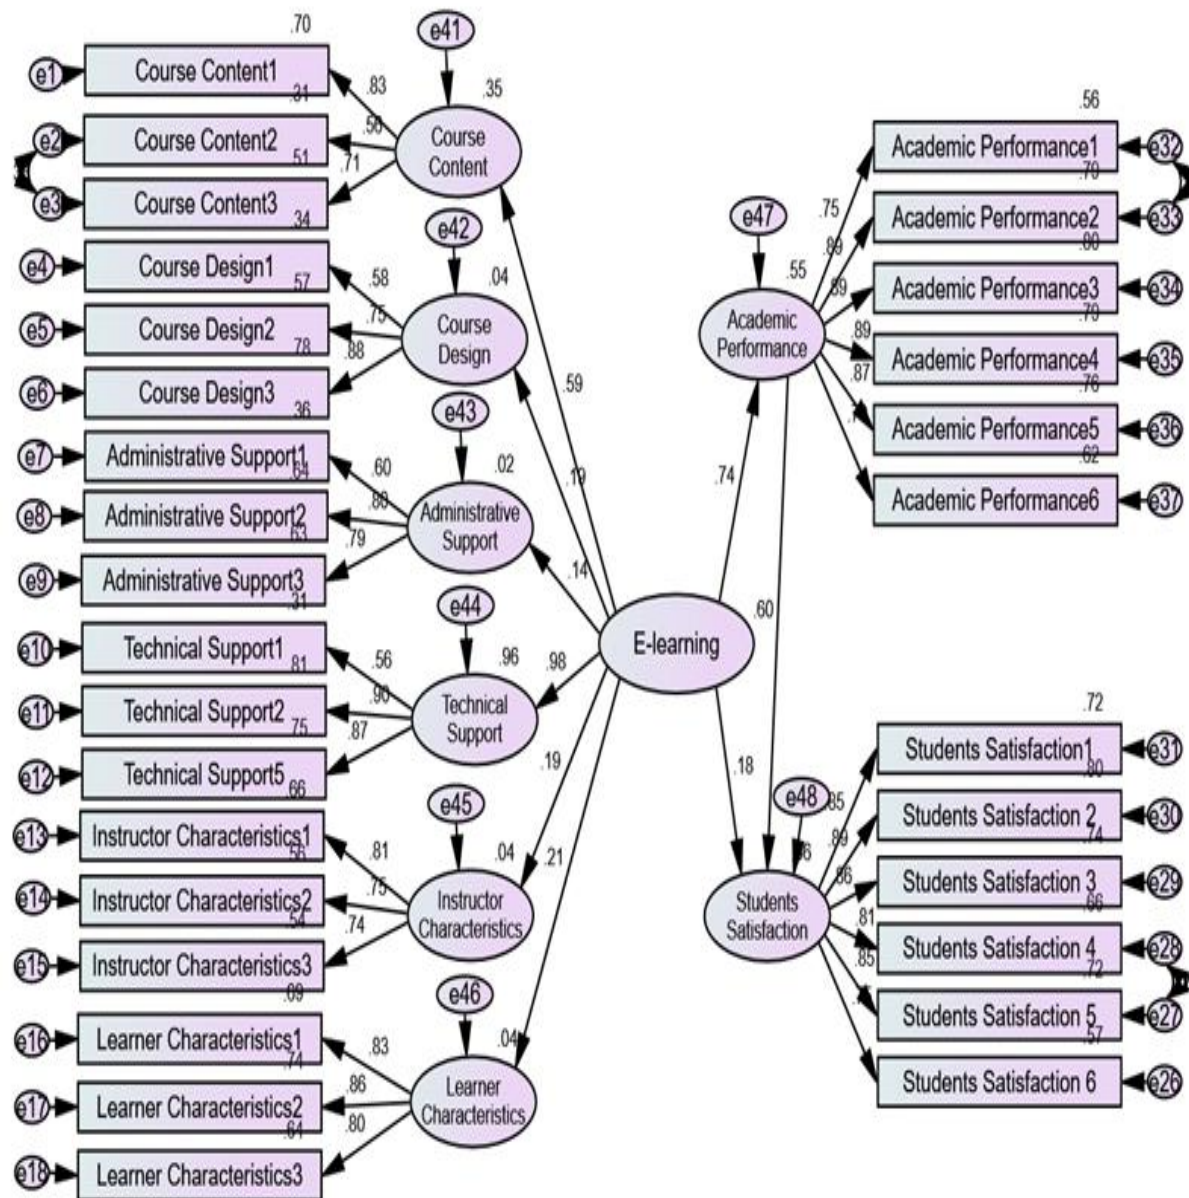 .70
e41
e1
Course Content1
.31
.83
.35
e2
Course Content2
.51
.56
Course
Content
e3
Course Content3
.34
.71
e42
e4
Course Design1
.57
.58
.04
e5
Course Design2
.78
.75
Course
Design
e6
Course Design3
.36
.88
e43
e7
Administrative Support1
.64
.60
.02
e8
Administrative Support2
.63
.80
Administrative
Support
e9
Administrative Support3
.31
.79
e44
e10
Technical Support1
.81
.56
.96
e11
Technical Support2
.75
.90
Technical
Support
e12
Technical Support5
.66
.87
e45
e13
Instructor Characteristics1
.56
.81
.04
e14
Instructor Characteristics2
.54
.75
Instructor
Characteristics
e15
Instructor Characteristics3
.74
e46
e16
Learner Characteristics1
.74
.83
.04
e17
Learner Characteristics2
.64
.86
Learner
Characteristics
e18
Learner Characteristics3
.80
.59
.19
.14
.98
.19
.21
E-learning
.74
.60
.18
e47
.55
Academic
Performance
.56
.75
Academic Performance1
e32
.89
Academic Performance2
e33
.80
.89
Academic Performance3
e34
.79
.89
Academic Performance4
e35
.76
.87
Academic Performance5
e36
.62
Academic Performance6
e37
e48
Students
Satisfaction
.72
.85
Students Satisfaction1
e31
.80
.89
Students Satisfaction 2
e30
.74
.86
Students Satisfaction 3
e29
.66
.81
Students Satisfaction 4
e28
.72
.85
Students Satisfaction 5
e27
.57
Students Satisfaction 6
e26